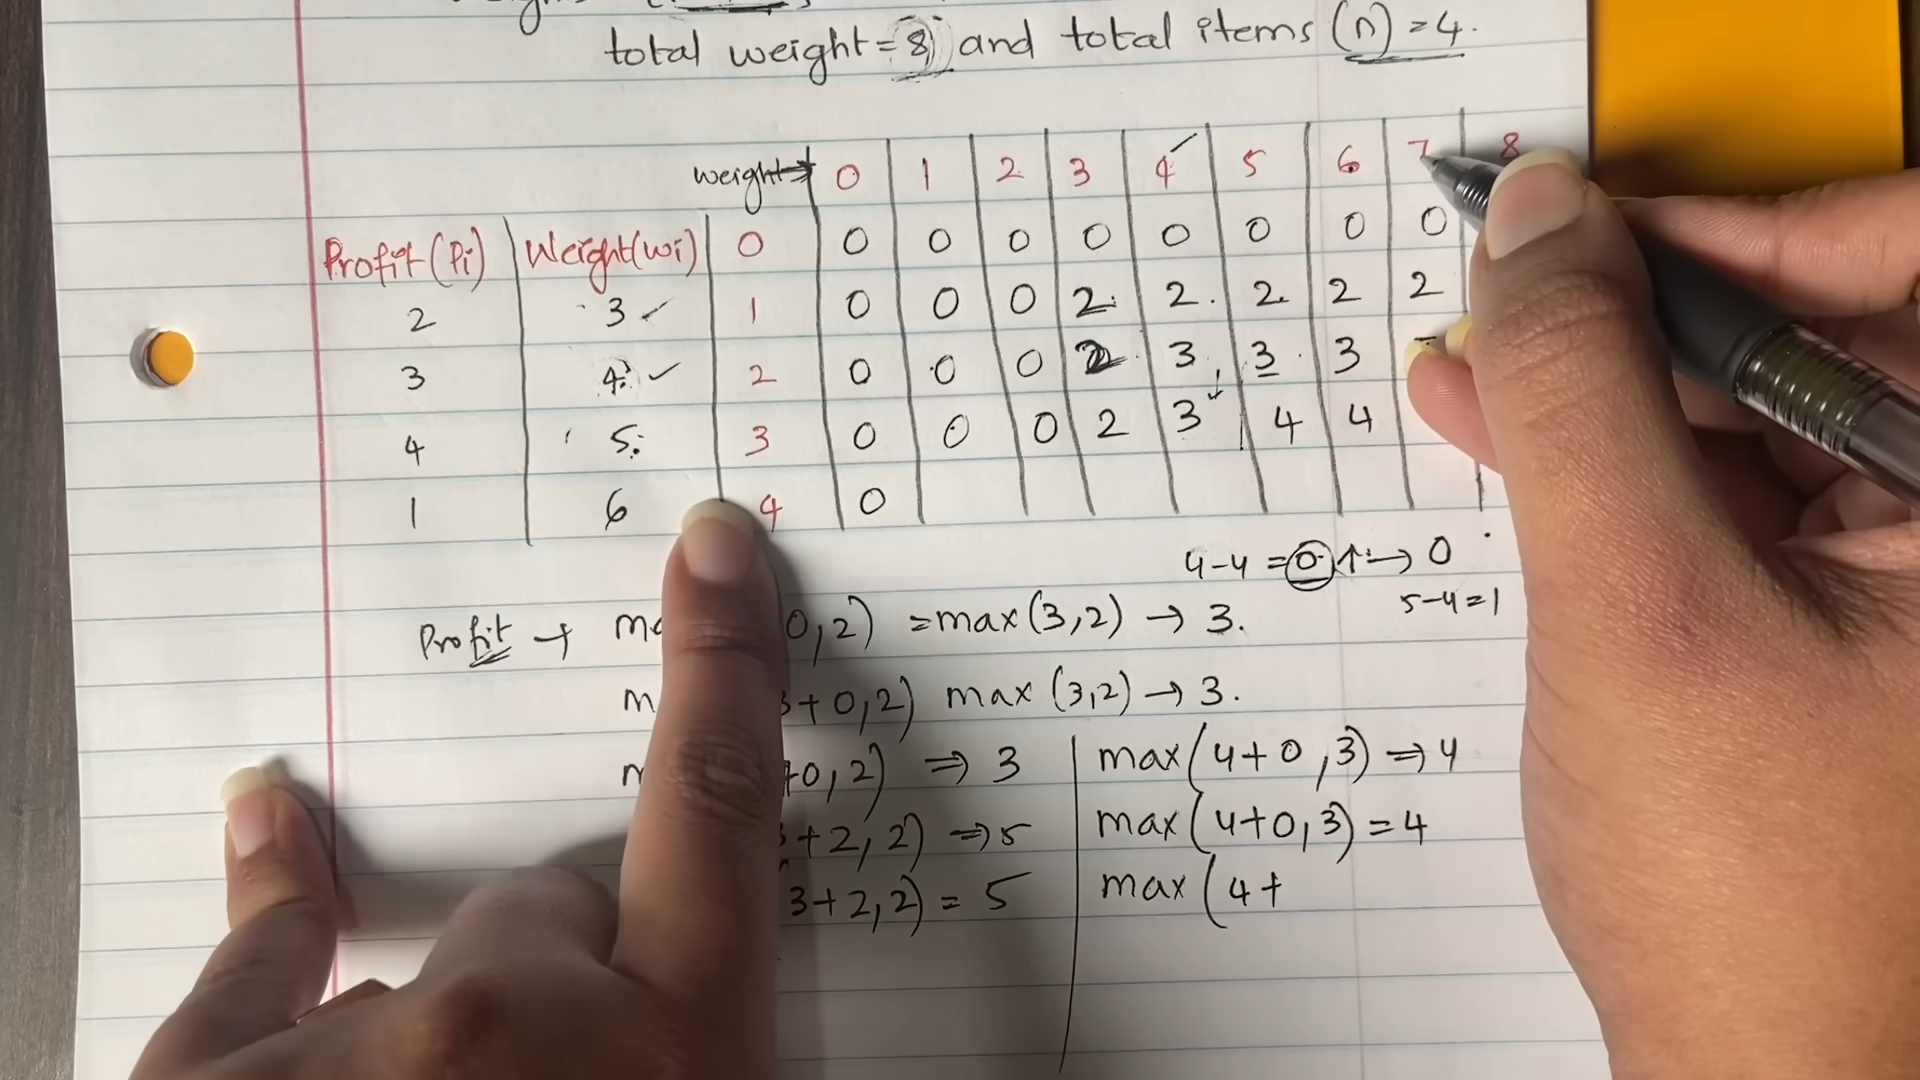 total weight = 8 and total items (n) = 4.
weight → 0 1 2 3 4 5 6 7 8
Profit (Pi) Weight(wi) 0 0 0 0 0 0 0 0 0
2 3 ✓ 1 0 0 0 2 2 2 2 2
3 4 ✓ 2 0 0 0 2 3 3 3
4 5 3 0 0 0 2 3 4 4
1 6 4 0
4-4 = 0 ↑ → 0
5-4=1
Profit → 0,2) = max(3,2) → 3.
+0,2) max (3,2) → 3.
+0,2) ⇒ 3 max(4+0,3) ⇒ 4
+2,2) ⇒ 5 max(4+0,3) = 4
3+2,2) = 5 max (4+